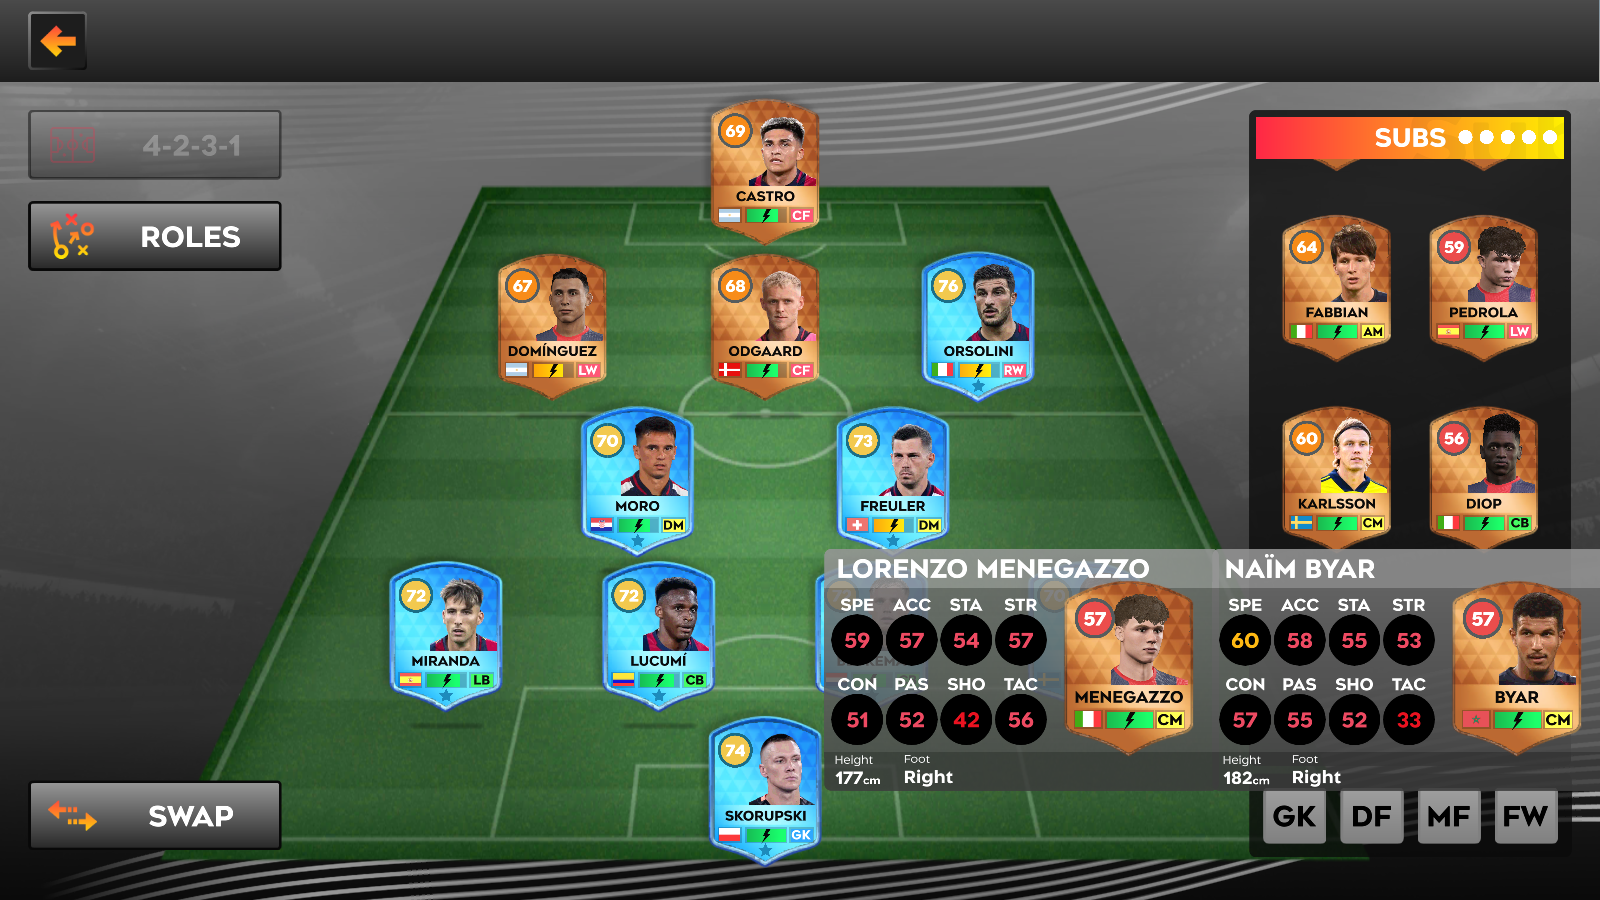 4-2-3-1
ROLES
69
CASTRO
CF
67
DOMÍNGUEZ
LW
68
ODGAARD
CF
76
ORSOLINI
RW
70
MORO
DM
73
FREULER
DM
72
MIRANDA
LB
72
LUCUMÍ
CB
74
SKORUPSKI
GK
SWAP
SUBS
64
FABBIAN
AM
59
PEDROLA
LW
60
KARLSSON
CM
56
DIOP
CB
LORENZO MENEGAZZO
SPE ACC STA STR
59 57 54 57
CON PAS SHO TAC
51 52 42 56
Height Foot
177cm Right
57
MENEGAZZO
CM
NAÏM BYAR
SPE ACC STA STR
60 58 55 53
CON PAS SHO TAC
57 55 52 33
Height Foot
182cm Right
57
BYAR
CM
GK DF MF FW